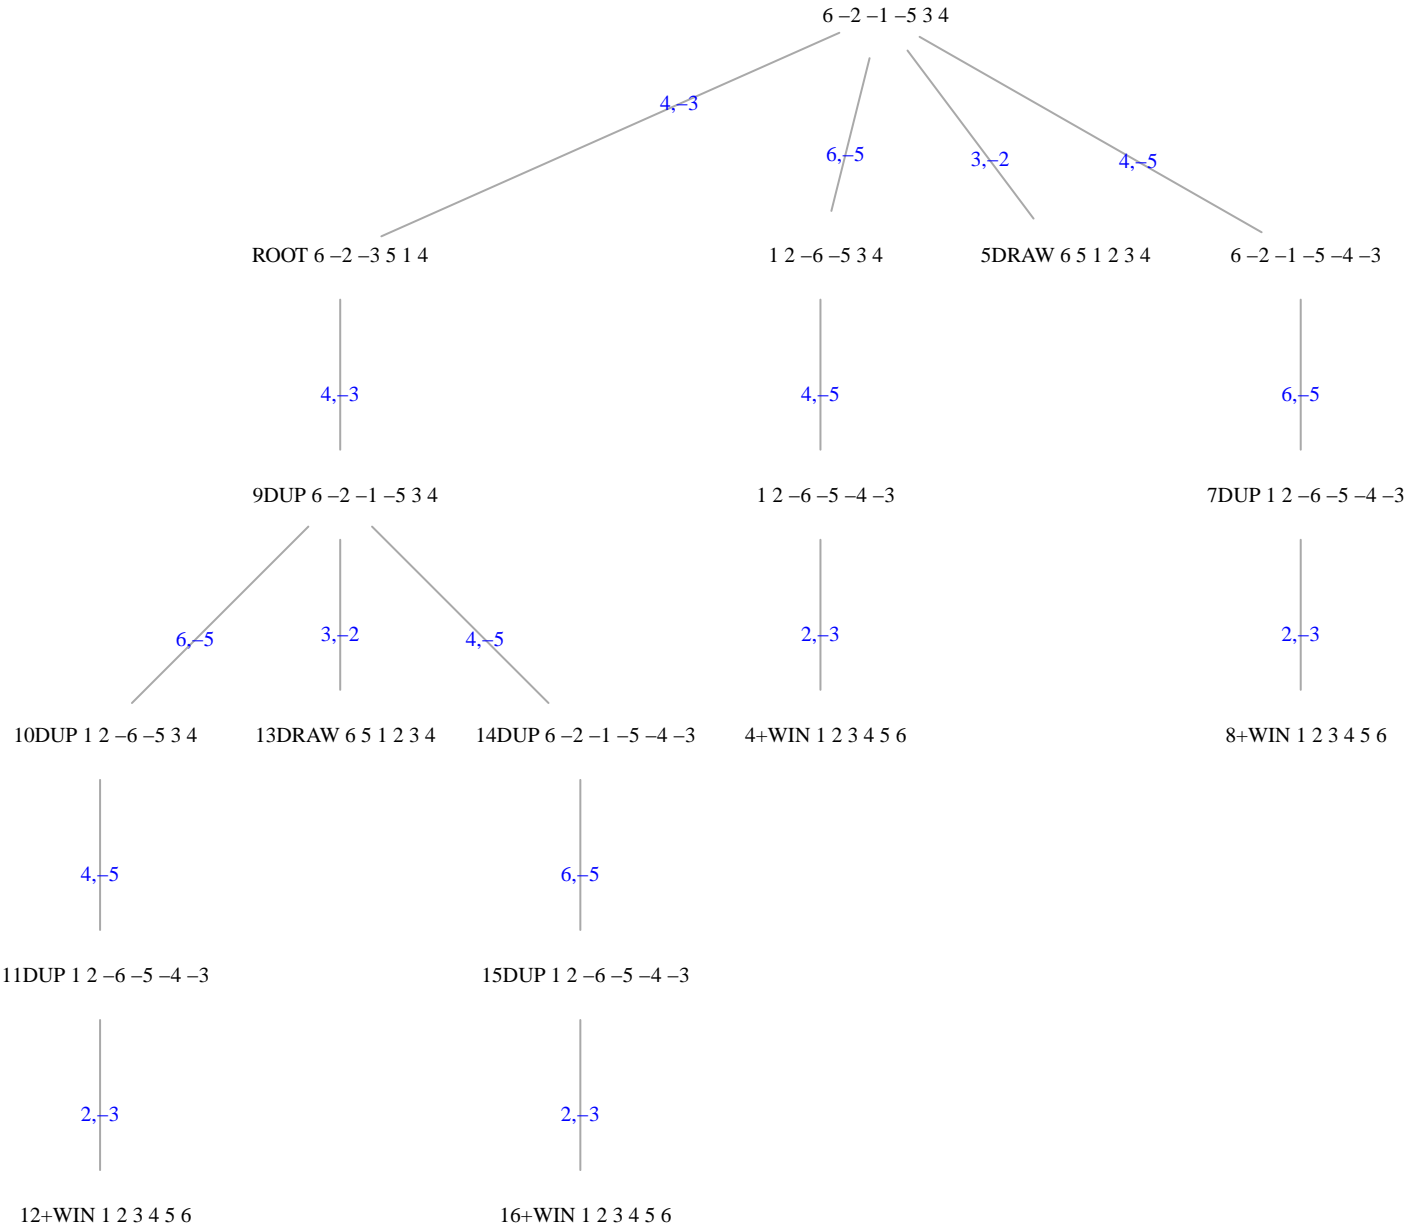 6 –2 –1 –5 3 4
4,–3
6,–5
3,–2
4,–5
ROOT 6 –2 –3 5 1 4
1 2 –6 –5 3 4
5DRAW 6 5 1 2 3 4
6 –2 –1 –5 –4 –3
4,–3
4,–5
6,–5
9DUP 6 –2 –1 –5 3 4
1 2 –6 –5 –4 –3
7DUP 1 2 –6 –5 –4 –3
6,–5
3,–2
4,–5
2,–3
2,–3
10DUP 1 2 –6 –5 3 4
13DRAW 6 5 1 2 3 4
14DUP 6 –2 –1 –5 –4 –3
4+WIN 1 2 3 4 5 6
8+WIN 1 2 3 4 5 6
4,–5
6,–5
11DUP 1 2 –6 –5 –4 –3
15DUP 1 2 –6 –5 –4 –3
2,–3
2,–3
12+WIN 1 2 3 4 5 6
16+WIN 1 2 3 4 5 6